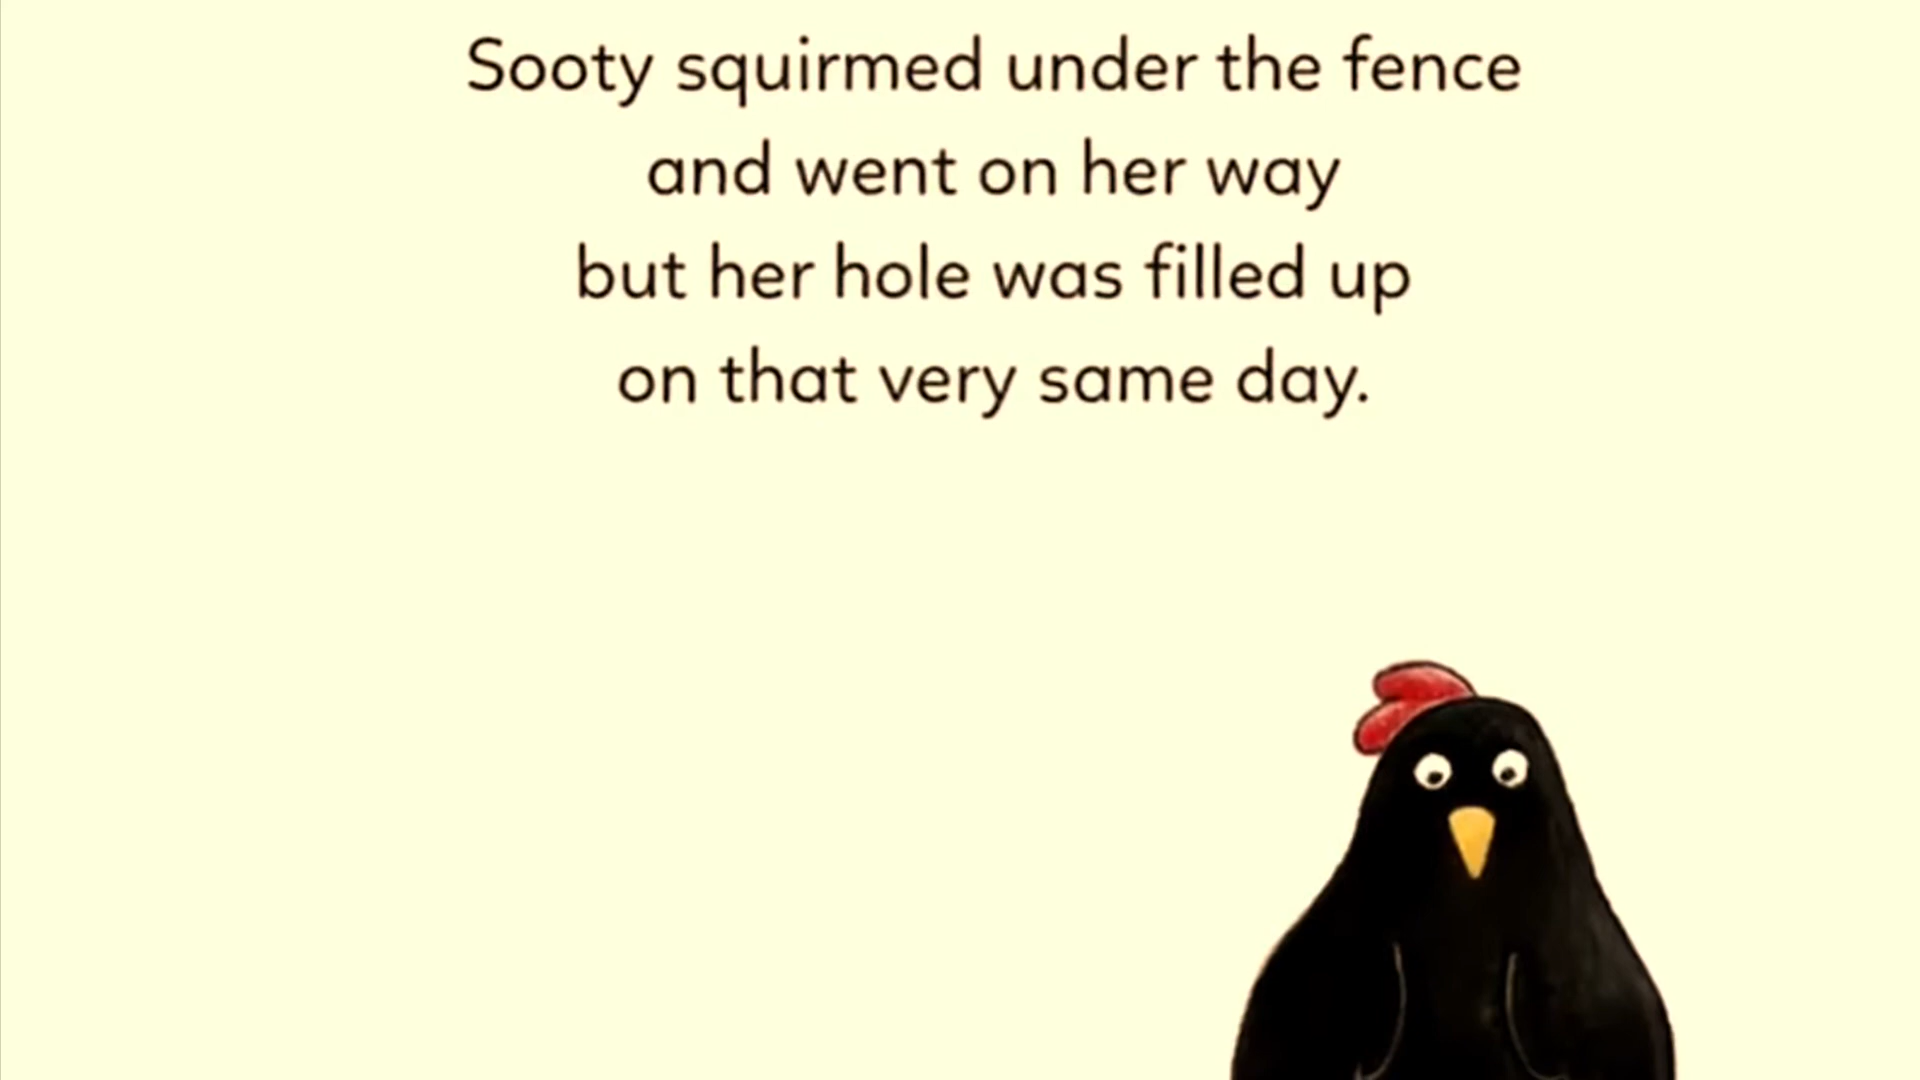 Sooty squirmed under the fence
and went on her way
but her hole was filled up
on that very same day.